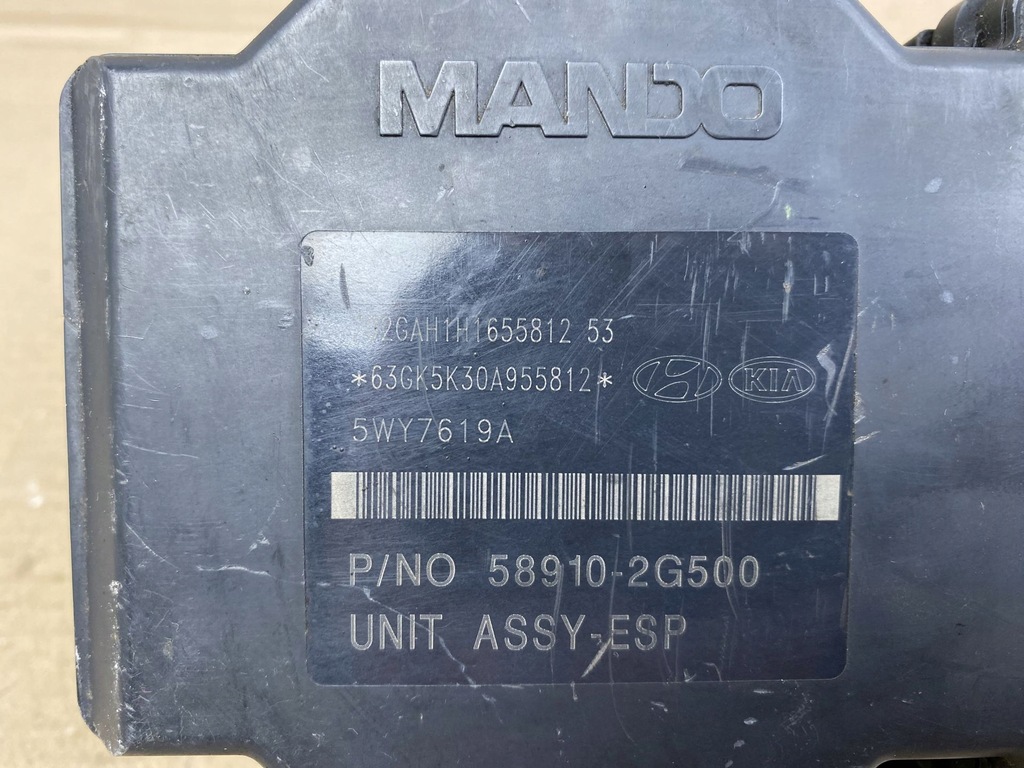 MANDO
2GAH1H1655812 53
*63GK5K30A955812*
KIA
5WY7619A
P/NO 58910-2G500
UNIT ASSY-ESP